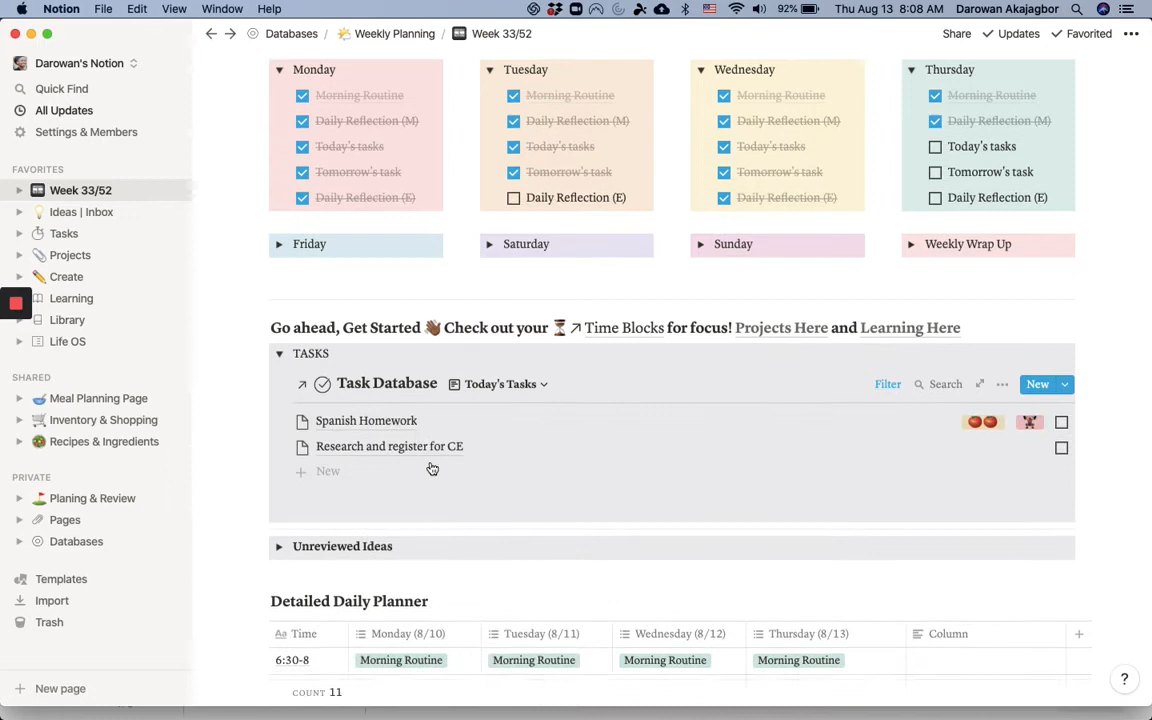 Notion File Edit View Window Help 92% Thu Aug 13 8:08 AM Darowan Akajagbor
Databases / Weekly Planning / Week 33/52 Share Updates Favorited
Darowan's Notion
Quick Find
All Updates
Settings & Members
FAVORITES
Week 33/52
Ideas | Inbox
Tasks
Projects
Create
Learning
Library
Life OS
SHARED
Meal Planning Page
Inventory & Shopping
Recipes & Ingredients
PRIVATE
Planing & Review
Pages
Databases
Templates
Import
Trash
New page
Monday
Morning Routine
Daily Reflection (M)
Today's tasks
Tomorrow's task
Daily Reflection (E)
Tuesday
Morning Routine
Daily Reflection (M)
Today's tasks
Tomorrow's task
Daily Reflection (E)
Wednesday
Morning Routine
Daily Reflection (M)
Today's tasks
Tomorrow's task
Daily Reflection (E)
Thursday
Morning Routine
Daily Reflection (M)
Today's tasks
Tomorrow's task
Daily Reflection (E)
Friday Saturday Sunday Weekly Wrap Up
Go ahead, Get Started 👋🏾 Check out your ⏳ Time Blocks for focus! Projects Here and Learning Here
TASKS
Task Database Today's Tasks Filter Search New
Spanish Homework
Research and register for CE
New
Unreviewed Ideas
Detailed Daily Planner
Aa Time Monday (8/10) Tuesday (8/11) Wednesday (8/12) Thursday (8/13) Column +
6:30-8 Morning Routine Morning Routine Morning Routine Morning Routine
COUNT 11
?